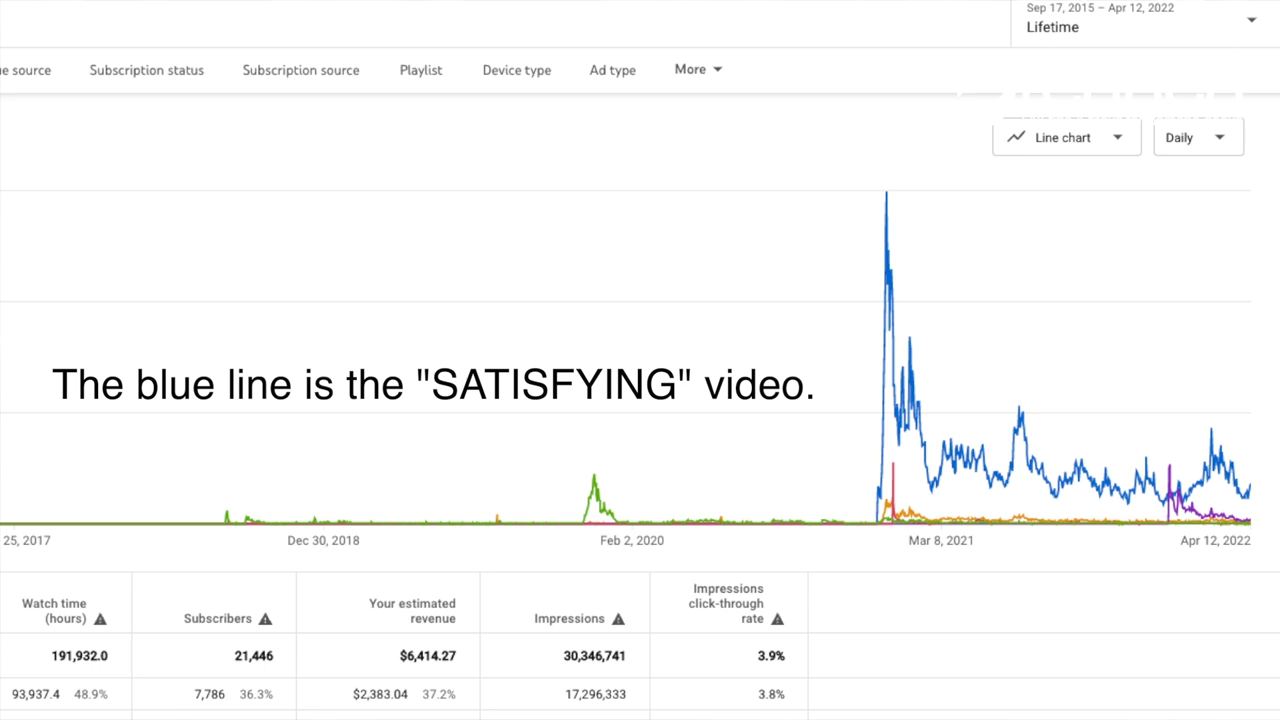 Sep 17, 2015 – Apr 12, 2022
Lifetime
e source Subscription status Subscription source Playlist Device type Ad type More
Line chart Daily
The blue line is the "SATISFYING" video.
25, 2017 Dec 30, 2018 Feb 2, 2020 Mar 8, 2021 Apr 12, 2022
Watch time
(hours)
Subscribers
Your estimated
revenue
Impressions
Impressions
click-through
rate
191,932.0 21,446 $6,414.27 30,346,741 3.9%
93,937.4 48.9% 7,786 36.3% $2,383.04 37.2% 17,296,333 3.8%